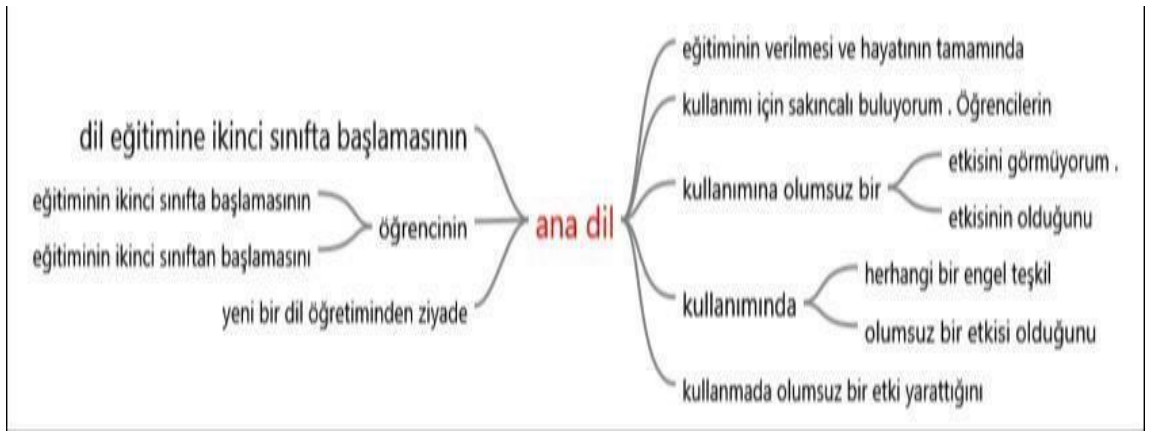 dil eğitimine ikinci sınıfta başlamasının
eğitiminin ikinci sınıfta başlamasının
eğitiminin ikinci sınıftan başlamasını
öğrencinin
yeni bir dil öğretiminden ziyade
ana dil
eğitiminin verilmesi ve hayatının tamamında
kullanımı için sakıncalı buluyorum . Öğrencilerin
kullanımına olumsuz bir
etkisini görmüyorum .
etkisinin olduğunu
kullanımında
herhangi bir engel teşkil
olumsuz bir etkisi olduğunu
kullanmada olumsuz bir etki yarattığını